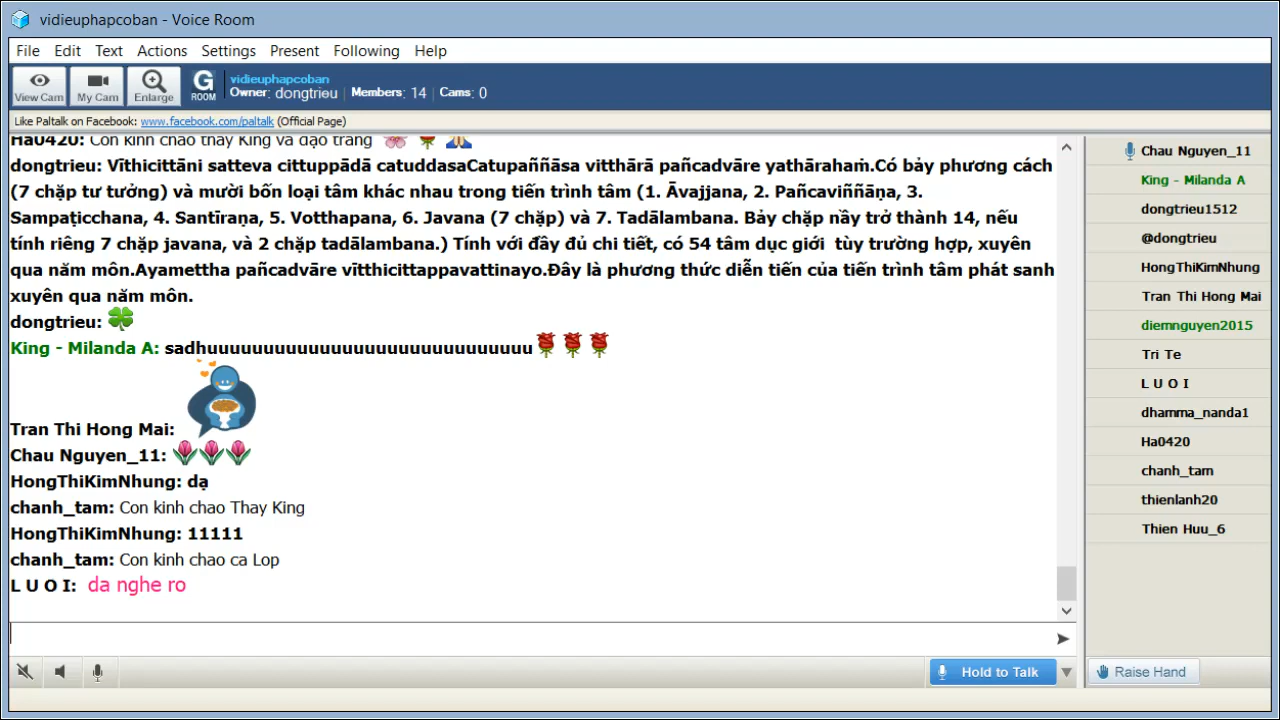 vidieuphapcoban - Voice Room
File Edit Text Actions Settings Present Following Help
View Cam My Cam Enlarge G ROOM vidieuphapcoban
Owner: dongtrieu | Members: 14 | Cams: 0
Like Paltalk on Facebook: www.facebook.com/paltalk (Official Page)
Ha0420: Con kinh chao thay King va dao trang
dongtrieu: Vīthicittāni satteva cittuppādā catuddasaCatupaññāsa vitthārā pañcadvāre yathārahaṁ.Có bảy phương cách
(7 chặp tư tưởng) và mười bốn loại tâm khác nhau trong tiến trình tâm (1. Āvajjana, 2. Pañcaviññāṇa, 3.
Sampaṭicchana, 4. Santīraṇa, 5. Votthapana, 6. Javana (7 chặp) và 7. Tadālambana. Bảy chặp nầy trở thành 14, nếu
tính riêng 7 chặp javana, và 2 chặp tadālambana.) Tính với đây đủ chi tiết, có 54 tâm dục giới tùy trường hợp, xuyên
qua năm môn.Ayamettha pañcadvāre vītthicittappavattinayo.Đây là phương thức diễn tiến của tiến trình tâm phát sanh
xuyên qua năm môn.
dongtrieu:
King - Milanda A: sadhuuuuuuuuuuuuuuuuuuuuuuuuuuuuu
Tran Thi Hong Mai:
Chau Nguyen_11:
HongThiKimNhung: dạ
chanh_tam: Con kinh chao Thay King
HongThiKimNhung: 11111
chanh_tam: Con kinh chao ca Lop
L U O I: da nghe ro
Chau Nguyen_11
King - Milanda A
dongtrieu1512
@dongtrieu
HongThiKimNhung
Tran Thi Hong Mai
diemnguyen2015
Tri Te
L U O I
dhamma_nanda1
Ha0420
chanh_tam
thienlanh20
Thien Huu_6
Hold to Talk
Raise Hand